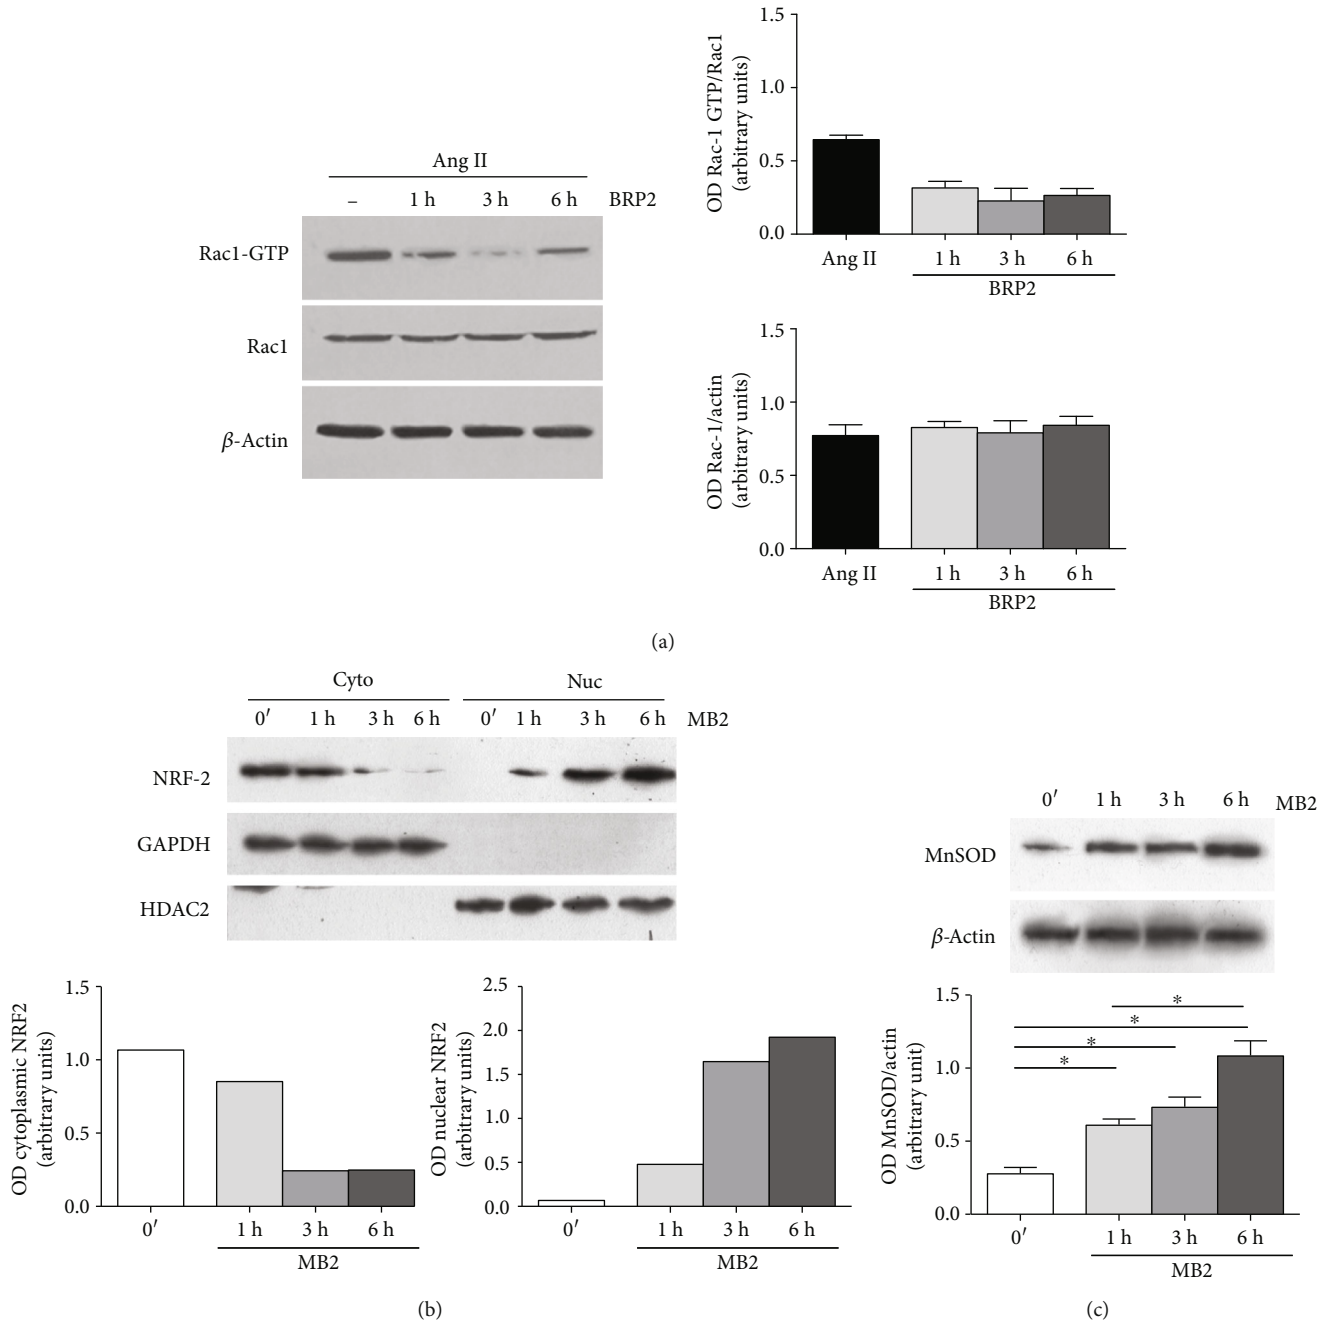 Ang II
– 1 h 3 h 6 h BRP2
Rac1-GTP
Rac1
β-Actin
OD Rac-1 GTP/Rac1
(arbitrary units)
1.5
1.0
0.5
0.0
Ang II 1 h 3 h 6 h
BRP2
OD Rac-1/actin
(arbitrary units)
1.5
1.0
0.5
0.0
Ang II 1 h 3 h 6 h
BRP2
(a)
Cyto Nuc
0′ 1 h 3 h 6 h 0′ 1 h 3 h 6 h MB2
NRF-2
GAPDH
HDAC2
OD cytoplasmic NRF2
(arbitrary units)
1.5
1.0
0.5
0.0
0′ 1 h 3 h 6 h
MB2
OD nuclear NRF2
(arbitrary units)
2.5
2.0
1.5
1.0
0.5
0.0
0′ 1 h 3 h 6 h
MB2
(b)
0′ 1 h 3 h 6 h MB2
MnSOD
β-Actin
OD MnSOD/actin
(arbitrary unit)
1.5
1.0
0.5
0.0
*
*
*
*
0′ 1 h 3 h 6 h
MB2
(c)